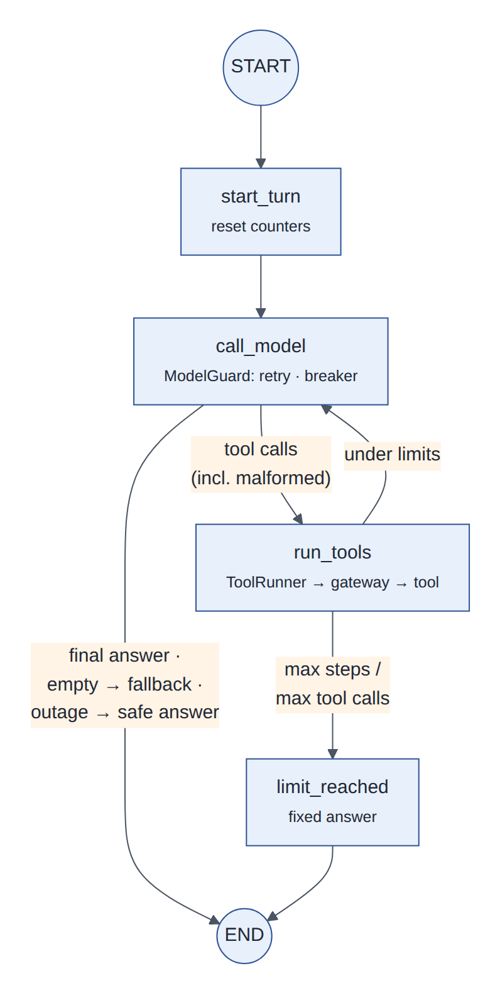 START
start_turn
reset counters
call_model
ModelGuard: retry · breaker
tool calls
(incl. malformed)
under limits
run_tools
ToolRunner → gateway → tool
final answer ·
empty → fallback ·
outage → safe answer
max steps /
max tool calls
limit_reached
fixed answer
END